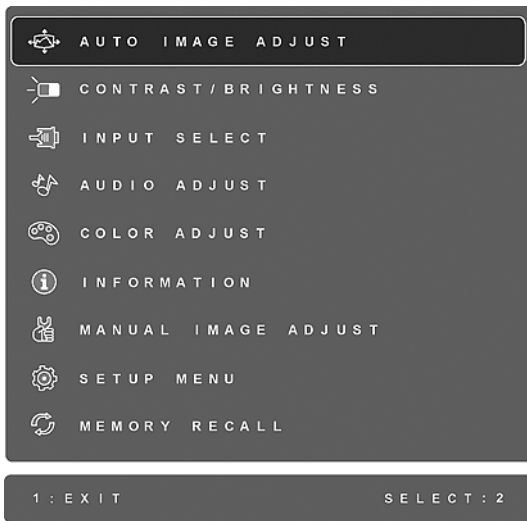 AUTO IMAGE ADJUST
CONTRAST/BRIGHTNESS
INPUT SELECT
AUDIO ADJUST
COLOR ADJUST
INFORMATION
MANUAL IMAGE ADJUST
SETUP MENU
MEMORY RECALL
1:EXIT SELECT:2